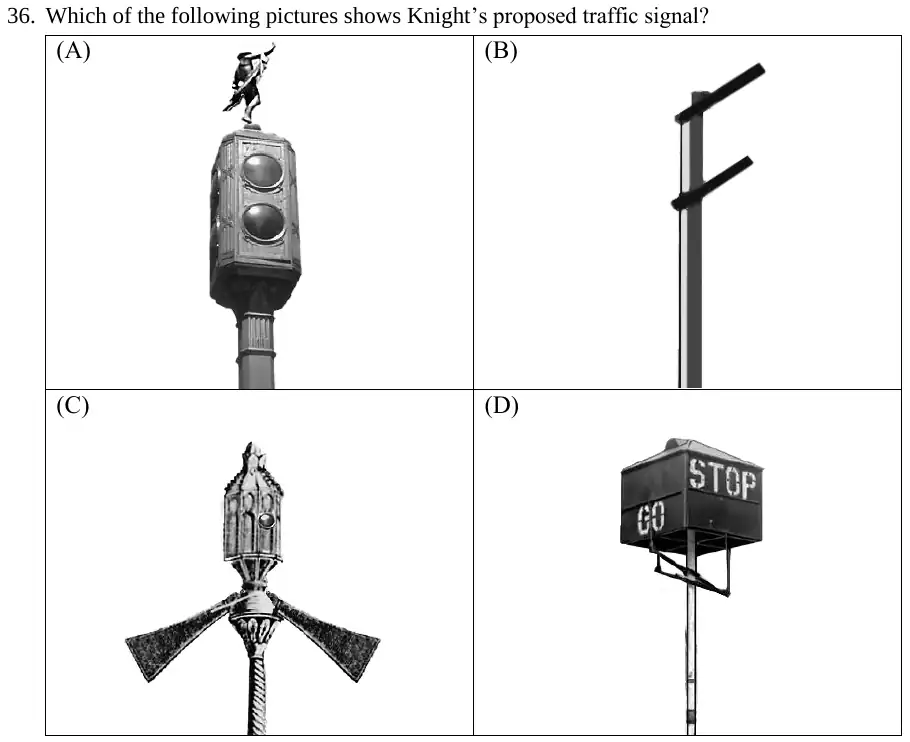 36. Which of the following pictures shows Knight’s proposed traffic signal?
(A)
(B)
(C)
(D)
STOP
GO